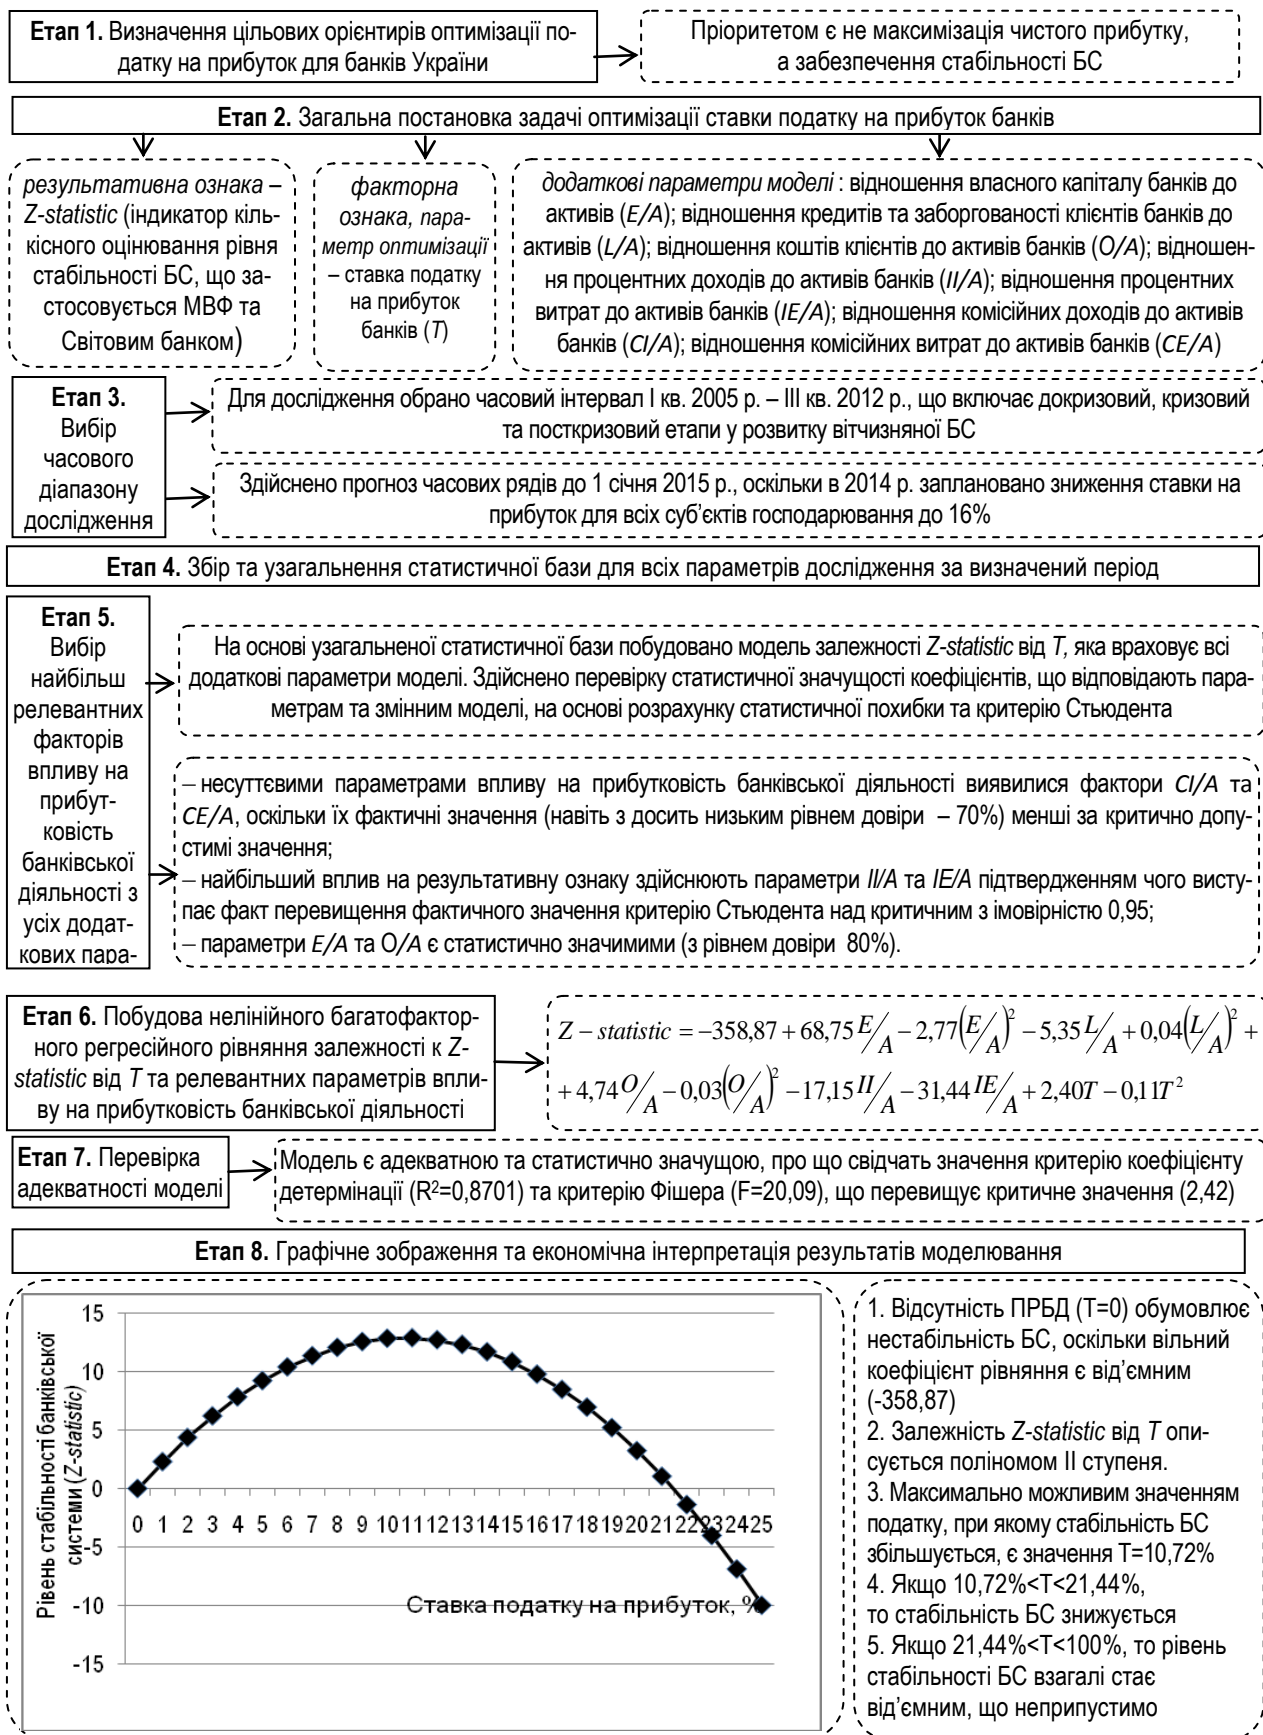 Етап 1. Визначення цільових орієнтирів оптимізації по-
датку на прибуток для банків України
Пріоритетом є не максимізація чистого прибутку,
а забезпечення стабільності БС
Етап 2. Загальна постановка задачі оптимізації ставки податку на прибуток банків
результативна ознака –
Z-statistic (індикатор кіль-
кісного оцінювання рівня
стабільності БС, що за-
стосовується МВФ та
Світовим банком)
факторна
ознака, пара-
метр оптимізації
– ставка податку
на прибуток
банків (T)
додаткові параметри моделі : відношення власного капіталу банків до
активів (E/A); відношення кредитів та заборгованості клієнтів банків до
активів (L/A); відношення коштів клієнтів до активів банків (O/A); відношен-
ня процентних доходів до активів банків (II/A); відношення процентних
витрат до активів банків (IE/A); відношення комісійних доходів до активів
банків (CI/A); відношення комісійних витрат до активів банків (CE/A)
Етап 3.
Вибір
часового
діапазону
дослідження
Для дослідження обрано часовий інтервал І кв. 2005 р. – ІІІ кв. 2012 р., що включає докризовий, кризовий
та посткризовий етапи у розвитку вітчизняної БС
Здійснено прогноз часових рядів до 1 січня 2015 р., оскільки в 2014 р. заплановано зниження ставки на
прибуток для всіх суб’єктів господарювання до 16%
Етап 4. Збір та узагальнення статистичної бази для всіх параметрів дослідження за визначений період
Етап 5.
Вибір
найбільш
релевантних
факторів
впливу на
прибут-
ковість
банківської
діяльності з
усіх додат-
кових пара-
На основі узагальненої статистичної бази побудовано модель залежності Z-statistic від T, яка враховує всі
додаткові параметри моделі. Здійснено перевірку статистичної значущості коефіцієнтів, що відповідають пара-
метрам та змінним моделі, на основі розрахунку статистичної похибки та критерію Стьюдента
– несуттєвими параметрами впливу на прибутковість банківської діяльності виявилися фактори CI/A та
CE/A, оскільки їх фактичні значення (навіть з досить низьким рівнем довіри – 70%) менші за критично допу-
стимі значення;
– найбільший вплив на результативну ознаку здійснюють параметри II/A та IE/A підтвердженням чого висту-
пає факт перевищення фактичного значення критерію Стьюдента над критичним з імовірністю 0,95;
– параметри E/A та O/A є статистично значимими (з рівнем довіри 80%).
Етап 6. Побудова нелінійного багатофактор-
ного регресійного рівняння залежності к Z-
statistic від T та релевантних параметрів впли-
ву на прибутковість банківської діяльності
Z – statistic = –358,87 + 68,75 E/A – 2,77(E/A)² – 5,35 L/A + 0,04(L/A)² +
+ 4,74 O/A – 0,03(O/A)² – 17,15 II/A – 31,44 IE/A + 2,40T – 0,11T²
Етап 7. Перевірка
адекватності моделі
Модель є адекватною та статистично значущою, про що свідчать значення критерію коефіцієнту
детермінації (R²=0,8701) та критерію Фішера (F=20,09), що перевищує критичне значення (2,42)
Етап 8. Графічне зображення та економічна інтерпретація результатів моделювання
Рівень стабільності банківської
системи (Z-statistic)
15
10
5
0
-5
-10
-15
0 1 2 3 4 5 6 7 8 9 10 11 12 13 14 15 16 17 18 19 20 21 22 23 24 25
Ставка податку на прибуток, %
1. Відсутність ПРБД (Т=0) обумовлює
нестабільність БС, оскільки вільний
коефіцієнт рівняння є від’ємним
(-358,87)
2. Залежність Z-statistic від T опи-
сується поліномом ІІ ступеня.
3. Максимально можливим значенням
податку, при якому стабільність БС
збільшується, є значення Т=10,72%
4. Якщо 10,72%<Т<21,44%,
то стабільність БС знижується
5. Якщо 21,44%<Т<100%, то рівень
стабільності БС взагалі стає
від’ємним, що неприпустимо